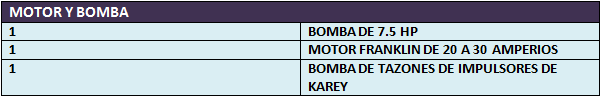 MOTOR Y BOMBA
1 BOMBA DE 7.5 HP
1 MOTOR FRANKLIN DE 20 A 30 AMPERIOS
1 BOMBA DE TAZONES DE IMPULSORES DE
KAREY